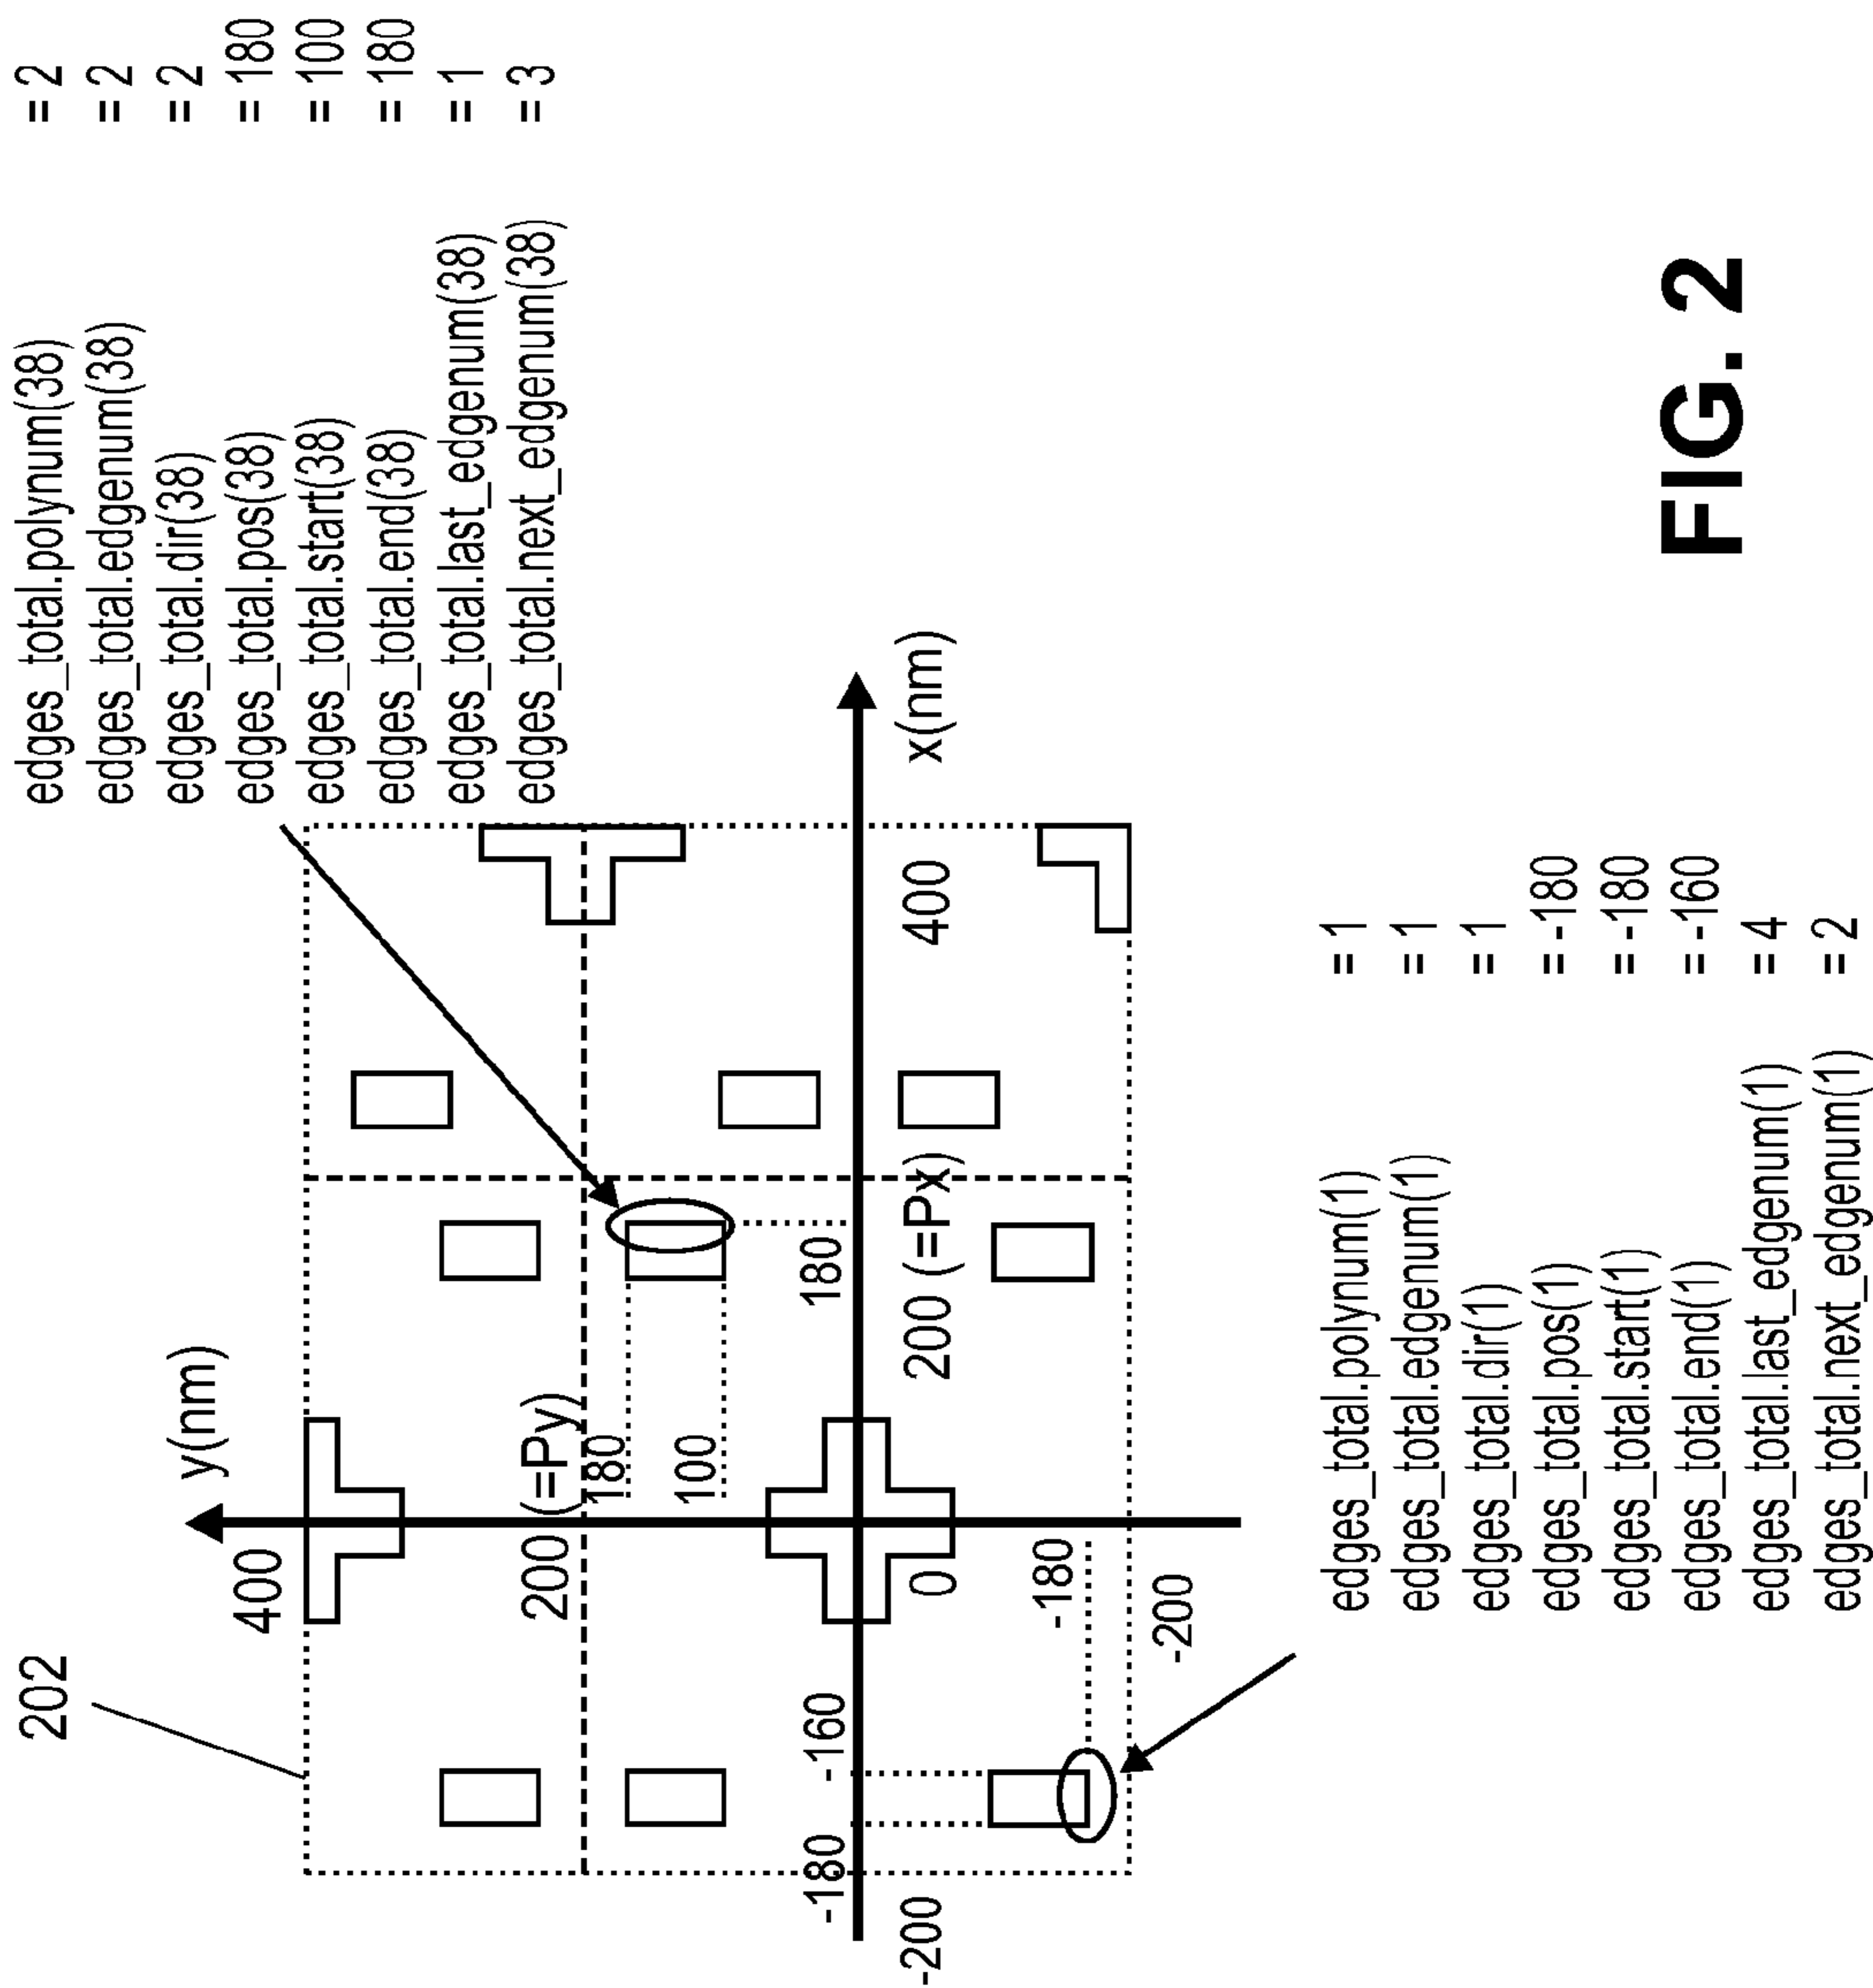 edges_total.polynum(38) = 2
edges_total.edgenum(38) = 2
edges_total.dir(38) = 2
edges_total.pos(38) = 180
edges_total.start(38) = 100
edges_total.end(38) = 180
edges_total.last_edgenum(38) = 1
edges_total.next_edgenum(38) = 3
202
y(nm)
400
200 (=Py)
180
100
-160
-180
180
x(nm)
-200
0
200 (=Px)
400
-180
-200
edges_total.polynum(1) = 1
edges_total.edgenum(1) = 1
edges_total.dir(1) = 1
edges_total.pos(1) = -180
edges_total.start(1) = -180
edges_total.end(1) = -160
edges_total.last_edgenum(1) = 4
edges_total.next_edgenum(1) = 2
FIG. 2